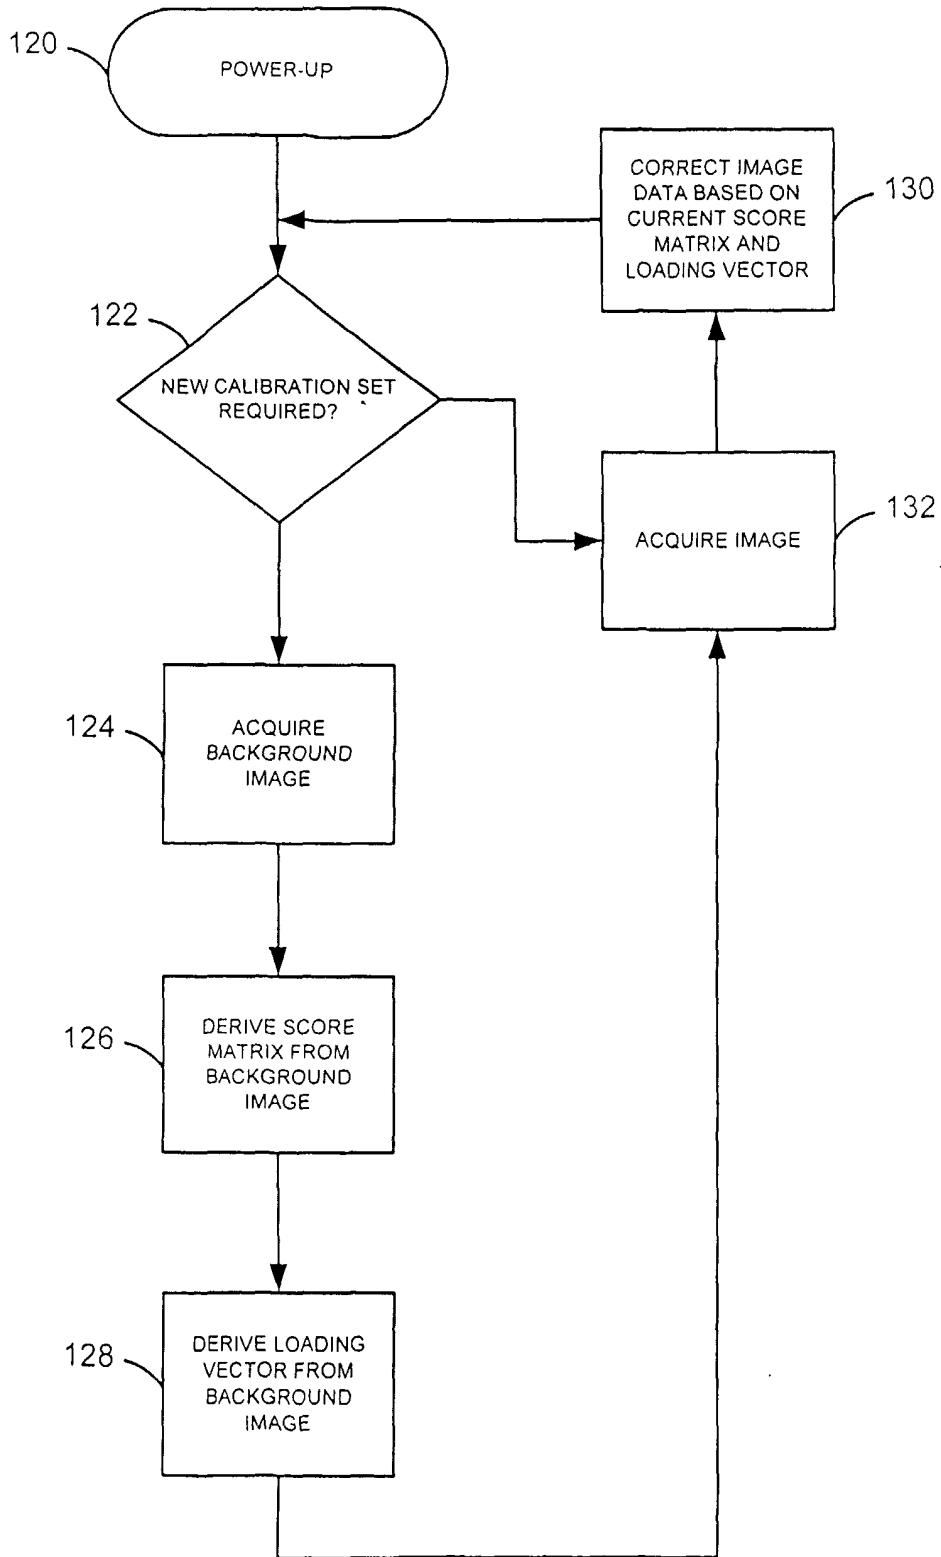 120
POWER-UP
CORRECT IMAGE
DATA BASED ON
CURRENT SCORE
MATRIX AND
LOADING VECTOR
130
122
NEW CALIBRATION SET
REQUIRED?
ACQUIRE IMAGE
132
124
ACQUIRE
BACKGROUND
IMAGE
126
DERIVE SCORE
MATRIX FROM
BACKGROUND
IMAGE
128
DERIVE LOADING
VECTOR FROM
BACKGROUND
IMAGE